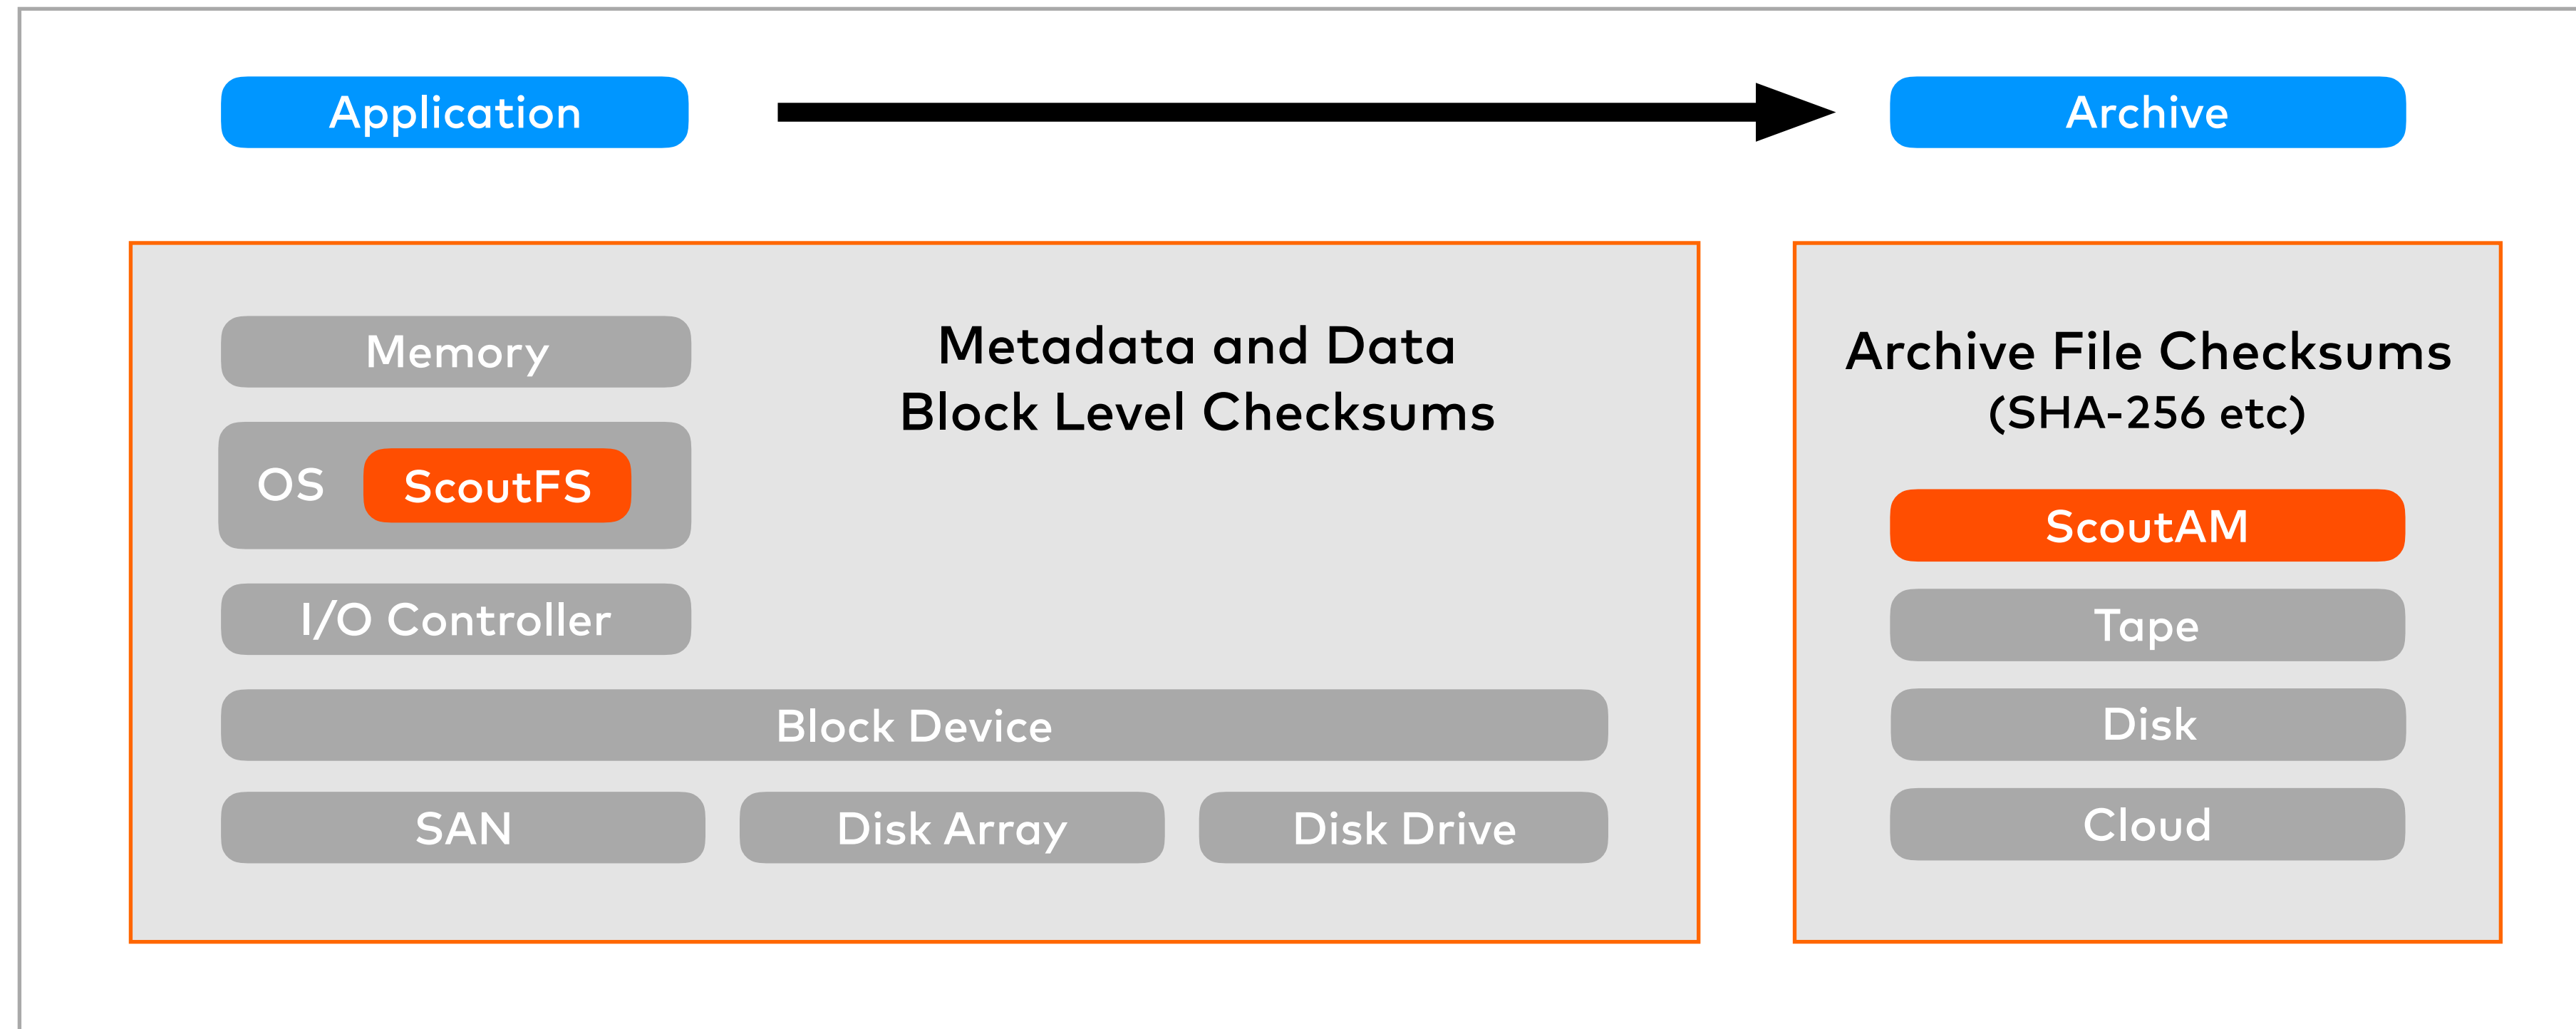 Application
Archive
Metadata and Data
Block Level Checksums
Memory
OS
ScoutFS
I/O Controller
Block Device
SAN
Disk Array
Disk Drive
Archive File Checksums
(SHA-256 etc)
ScoutAM
Tape
Disk
Cloud